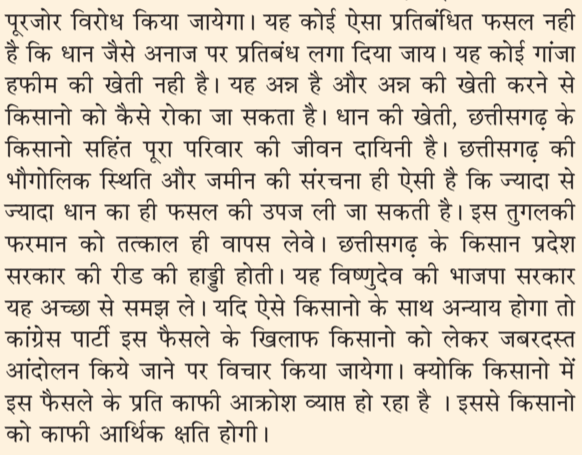 पूरजोर विरोध किया जायेगा। यह कोई ऐसा प्रतिबंधित फसल नही
है कि धान जैसे अनाज पर प्रतिबंध लगा दिया जाय। यह कोई गांजा
हफीम की खेती नही है। यह अन्न है और अन्न की खेती करने से
किसानो को कैसे रोका जा सकता है। धान की खेती, छत्तीसगढ़ के
किसानो सहिंत पूरा परिवार की जीवन दायिनी है। छत्तीसगढ़ की
भौगोलिक स्थिति और जमीन की संरचना ही ऐसी है कि ज्यादा से
ज्यादा धान का ही फसल की उपज ली जा सकती है। इस तुगलकी
फरमान को तत्काल ही वापस लेवे। छत्तीसगढ़ के किसान प्रदेश
सरकार की रीड की हाड्डी होती। यह विष्णुदेव की भाजपा सरकार
यह अच्छा से समझ ले। यदि ऐसे किसानो के साथ अन्याय होगा तो
कांग्रेस पार्टी इस फैसले के खिलाफ किसानो को लेकर जबरदस्त
आंदोलन किये जाने पर विचार किया जायेगा। क्योकि किसानो में
इस फैसले के प्रति काफी आक्रोश व्याप्त हो रहा है । इससे किसानो
को काफी आर्थिक क्षति होगी।